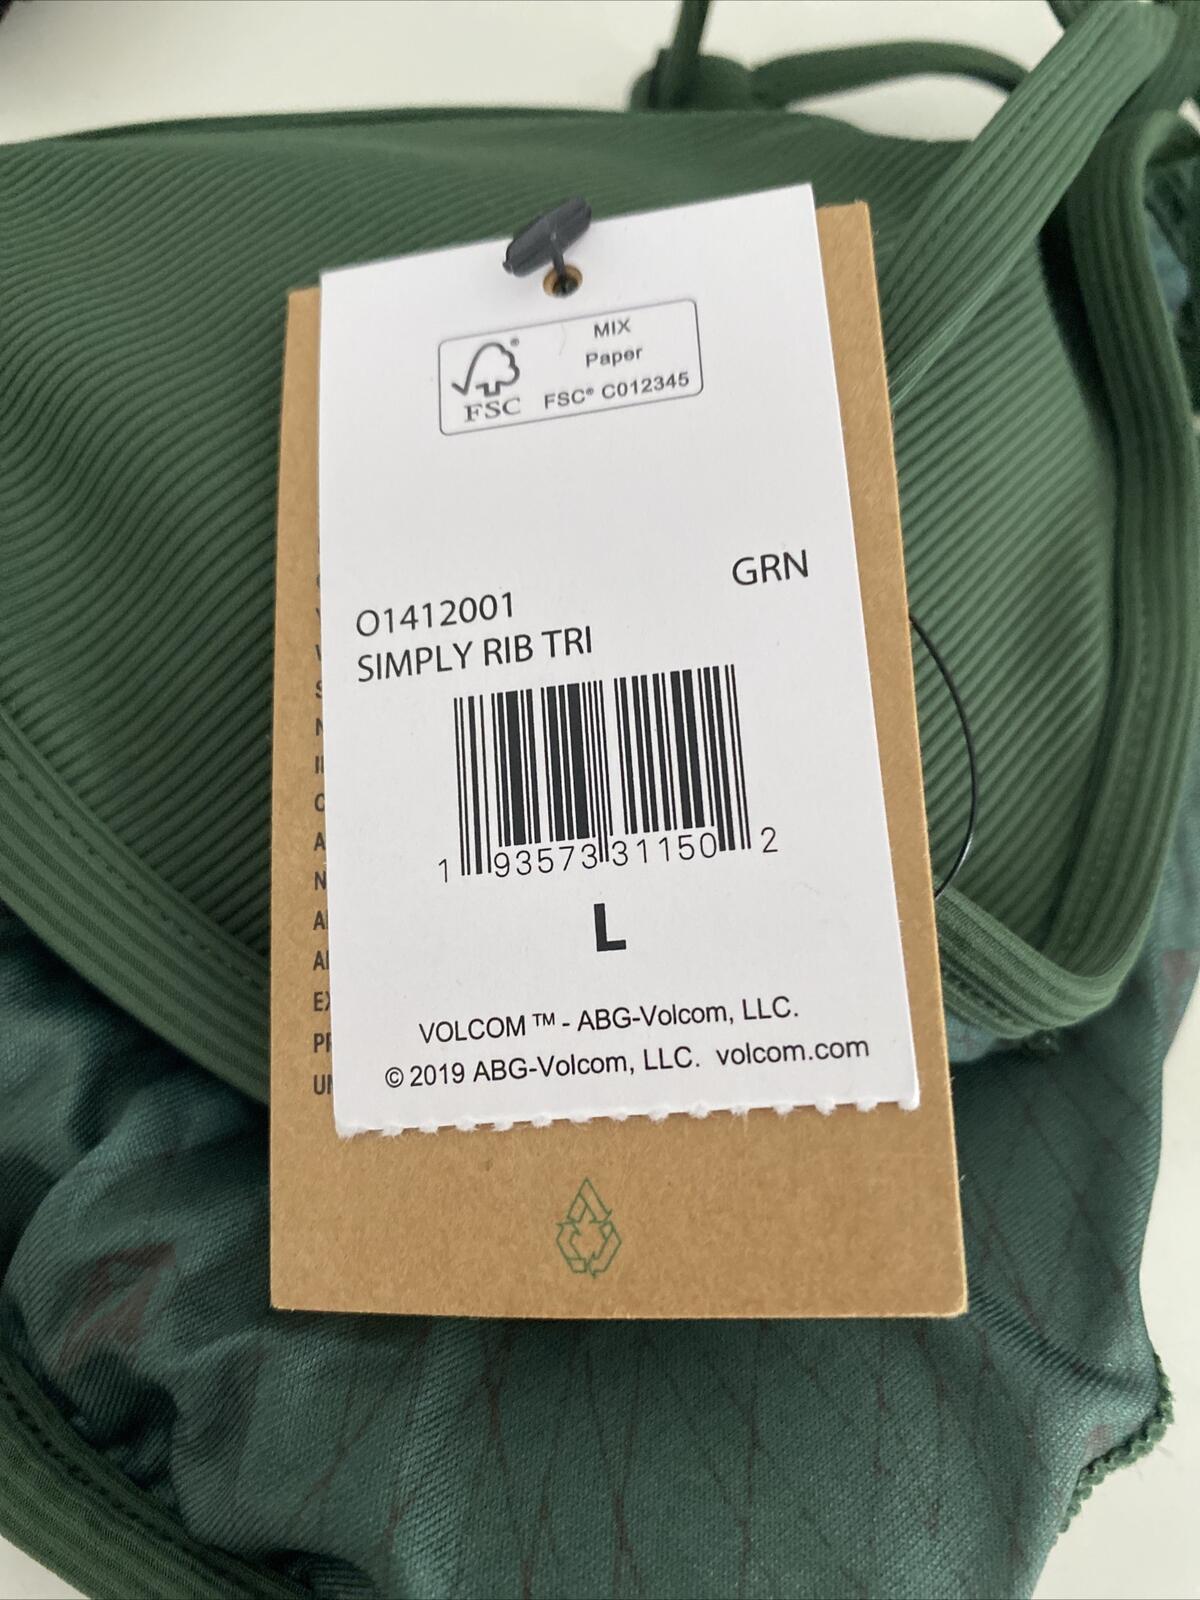 MIX
Paper
FSC® C012345
FSC
GRN
O1412001
SIMPLY RIB TRI
1 93573 31150 2
L
VOLCOM ™ - ABG-Volcom, LLC.
© 2019 ABG-Volcom, LLC. volcom.com